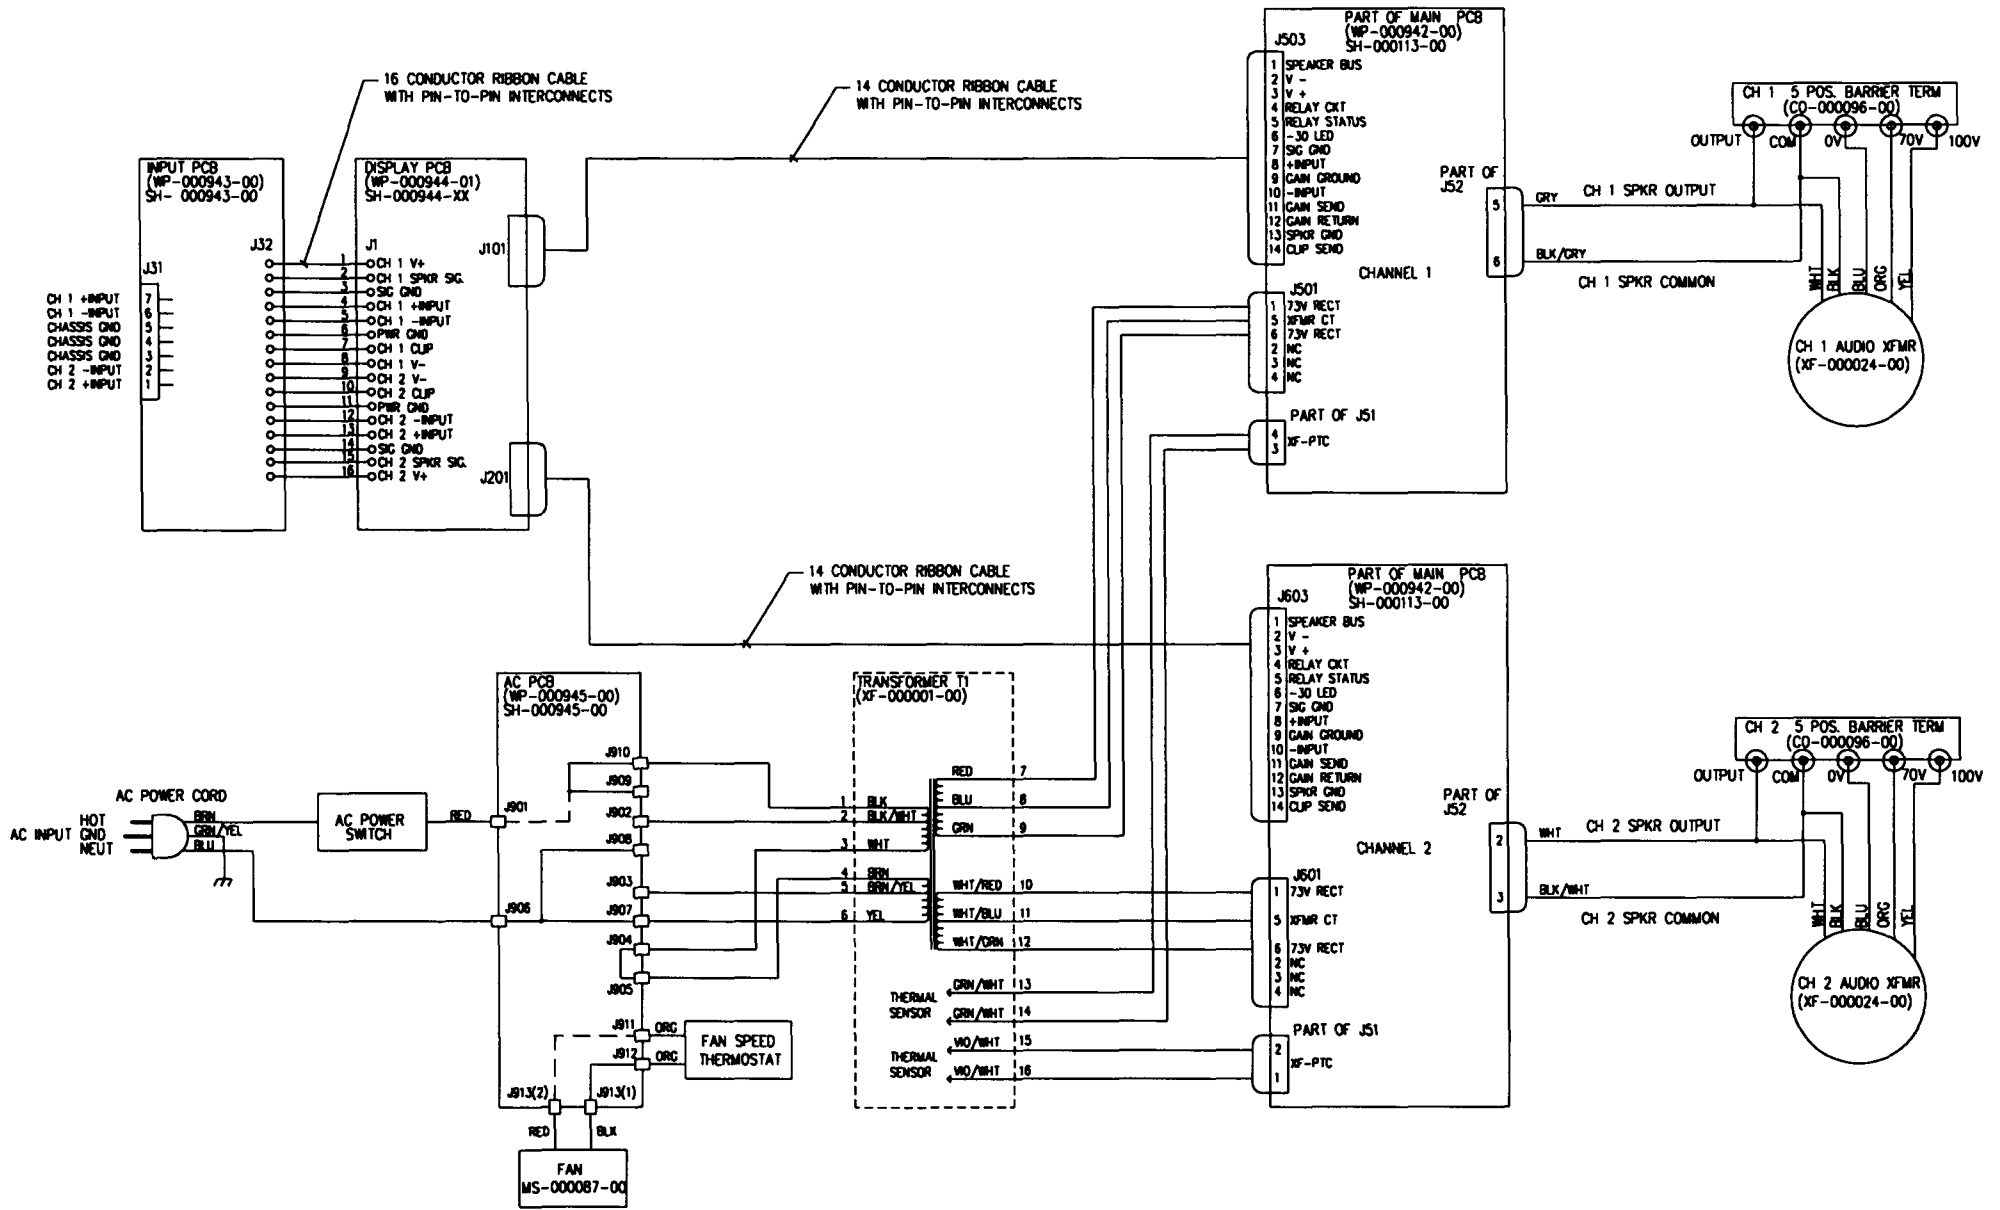 16 CONDUCTOR RIBBON CABLE
WITH PIN-TO-PIN INTERCONNECTS
14 CONDUCTOR RIBBON CABLE
WITH PIN-TO-PIN INTERCONNECTS
INPUT PCB
(WP-000943-00)
SH- 000943-00
J31
CH 1 +INPUT 7
CH 1 -INPUT 6
CHASSIS GND 5
CHASSIS GND 4
CHASSIS GND 3
CH 2 -INPUT 2
CH 2 +INPUT 1
J32
DISPLAY PCB
(WP-000944-01)
SH-000944-XX
J1
1 CH 1 V+
2 CH 1 SPKR SIG.
3 SIG GND
4 CH 1 +INPUT
5 CH 1 -INPUT
6 PWR GND
7 CH 1 CLIP
8 CH 1 V-
9 CH 2 V-
10 CH 2 CLIP
11 PWR GND
12 CH 2 -INPUT
13 CH 2 +INPUT
14 SIG GND
15 CH 2 SPKR SIG.
16 CH 2 V+
J101
J201
PART OF MAIN PCB
(WP-000942-00)
SH-000113-00
J503
1 SPEAKER BUS
2 V -
3 V +
4 RELAY CKT
5 RELAY STATUS
6 -30 LED
7 SIG GND
8 +INPUT
9 GAIN GROUND
10 -INPUT
11 GAIN SEND
12 GAIN RETURN
13 SPKR GND
14 CLIP SEND
CHANNEL 1
J501
1 73V RECT
5 XFMR CT
6 73V RECT
2 NC
3 NC
4 NC
PART OF J51
4 XF-PTC
3
PART OF
J52
5
6
GRY
CH 1 SPKR OUTPUT
BLK/GRY
CH 1 SPKR COMMON
CH 1 5 POS. BARRIER TERM
(CO-000096-00)
OUTPUT COM 0V 70V 100V
WHT BLK BLU ORG YEL
CH 1 AUDIO XFMR
(XF-000024-00)
14 CONDUCTOR RIBBON CABLE
WITH PIN-TO-PIN INTERCONNECTS
PART OF MAIN PCB
(WP-000942-00)
SH-000113-00
J603
1 SPEAKER BUS
2 V -
3 V +
4 RELAY CKT
5 RELAY STATUS
6 -30 LED
7 SIG GND
8 +INPUT
9 GAIN GROUND
10 -INPUT
11 GAIN SEND
12 GAIN RETURN
13 SPKR GND
14 CLIP SEND
CHANNEL 2
J601
1 73V RECT
5 XFMR CT
6 73V RECT
2 NC
3 NC
4 NC
PART OF J51
2
XF-PTC
1
PART OF
J52
2
3
WHT
CH 2 SPKR OUTPUT
BLK/WHT
CH 2 SPKR COMMON
CH 2 5 POS. BARRIER TERM
(CO-000096-00)
OUTPUT COM 0V 70V 100V
WHT BLK BLU ORG YEL
CH 2 AUDIO XFMR
(XF-000024-00)
AC POWER CORD
AC INPUT
HOT
GND
NEUT
BRN
GRN/YEL
BLU
AC POWER
SWITCH
RED
AC PCB
(WP-000945-00)
SH-000945-00
J901
J906
J910
J909
J902
J908
J903
J907
J904
J905
J911
J912
J913(2)
J913(1)
ORG
ORG
FAN SPEED
THERMOSTAT
RED
BLK
FAN
MS-000087-00
TRANSFORMER T1
(XF-000001-00)
1 BLK
2 BLK/WHT
3 WHT
4 BRN
5 BRN/YEL
6 YEL
RED 7
BLU 8
GRN 9
WHT/RED 10
WHT/BLU 11
WHT/GRN 12
THERMAL
SENSOR
GRN/WHT 13
GRN/WHT 14
THERMAL
SENSOR
VIO/WHT 15
VIO/WHT 16